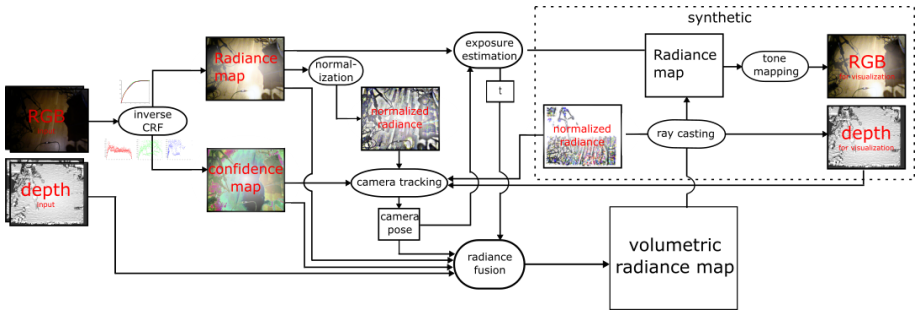 synthetic
Radiance
map
normal-
ization
exposure
estimation
t
Radiance
map
tone
mapping
RGB
for visualization
RGB
inverse
CRF
normalized
radiance
normalized
radiance
ray casting
depth
for visualization
depth
input
confidence
map
camera tracking
camera
pose
radiance
fusion
volumetric
radiance map